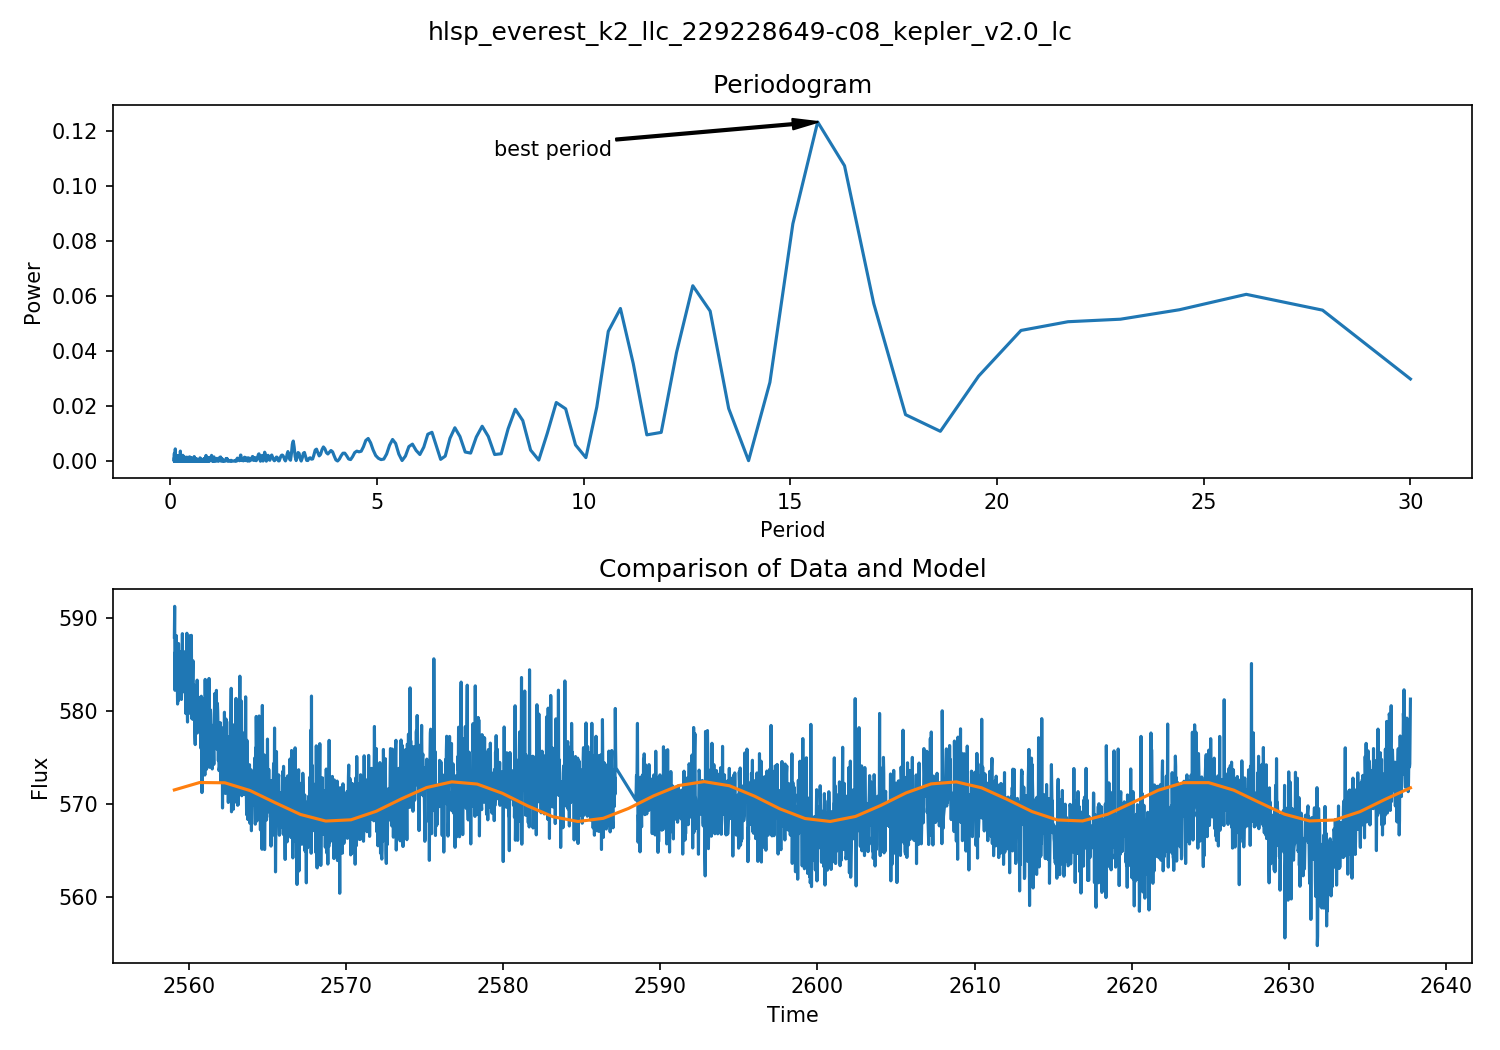 hlsp_everest_k2_llc_229228649-c08_kepler_v2.0_lc
Periodogram
0.12
0.10
0.08
0.06
0.04
0.02
0.00
Power
best period
0 5 10 15 20 25 30
Period
Comparison of Data and Model
590
580
570
560
Flux
2560 2570 2580 2590 2600 2610 2620 2630 2640
Time